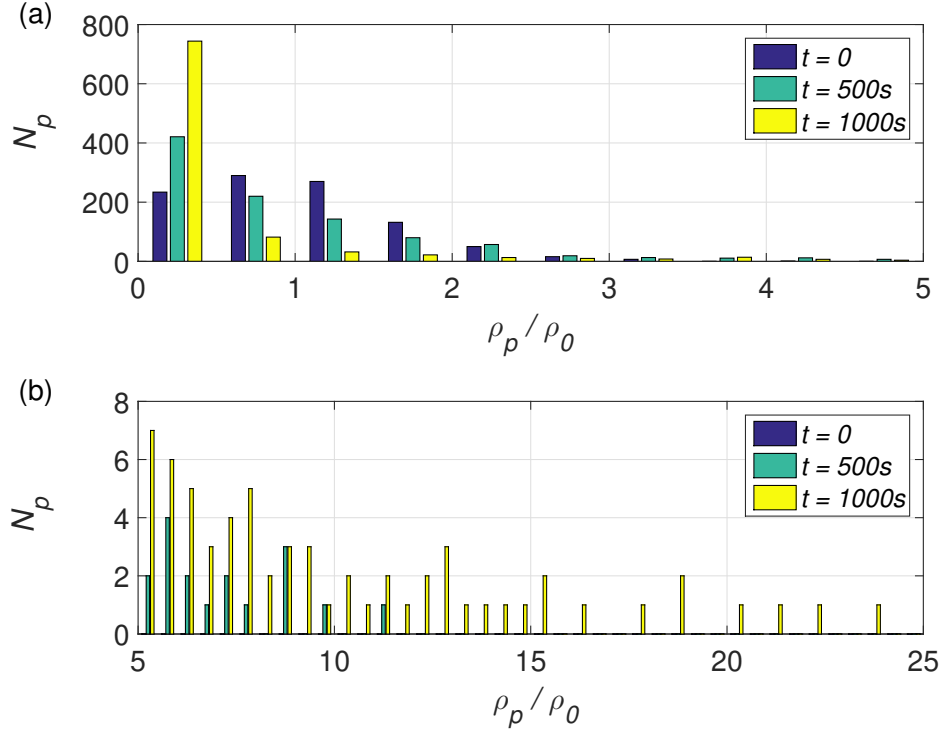 (a)
800
600
400
200
0
N_p
0 1 2 3 4 5
ρ_p / ρ_0
t = 0
t = 500s
t = 1000s
(b)
8
6
4
2
0
N_p
5 10 15 20 25
ρ_p / ρ_0
t = 0
t = 500s
t = 1000s